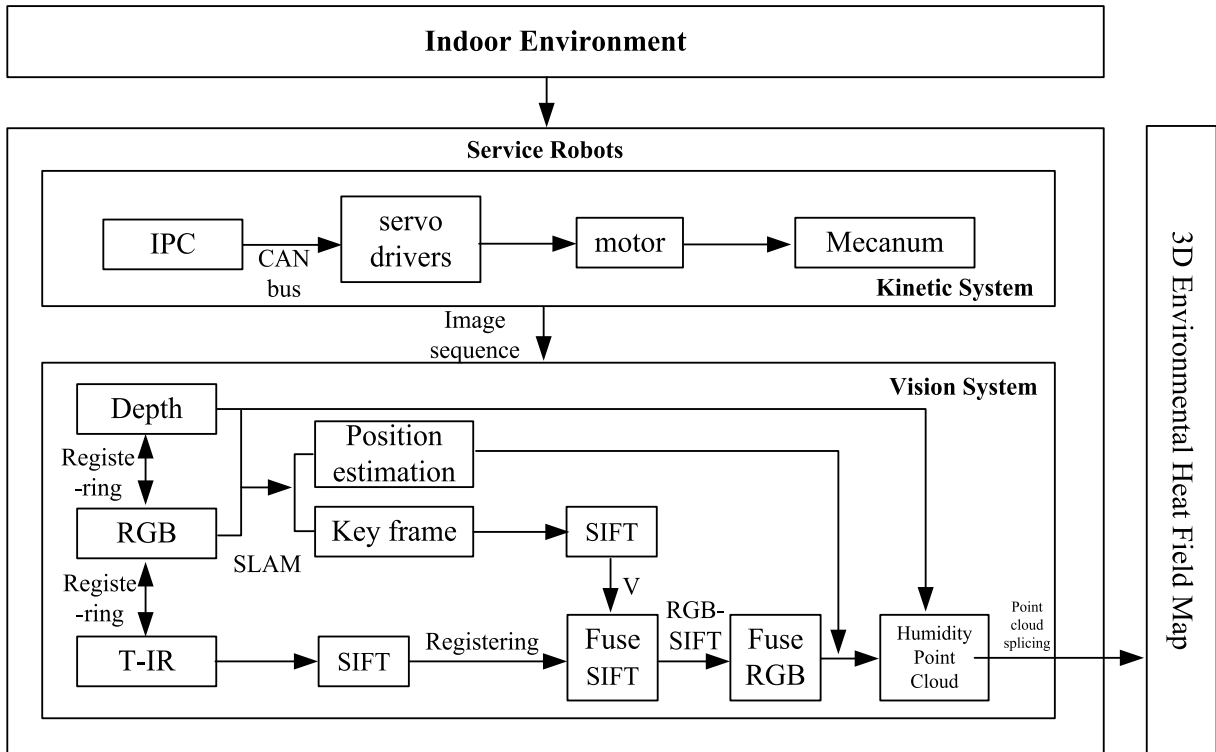 Indoor Environment
Service Robots
IPC
CAN
bus
servo
drivers
motor
Mecanum
Kinetic System
Image
sequence
Vision System
Depth
Registe
-ring
RGB
Registe
-ring
T-IR
SLAM
Position
estimation
Key frame
SIFT
V
SIFT
Registering
Fuse
SIFT
RGB-
SIFT
Fuse
RGB
Humidity
Point
Cloud
Point
cloud
splicing
3D Environmental Heat Field Map